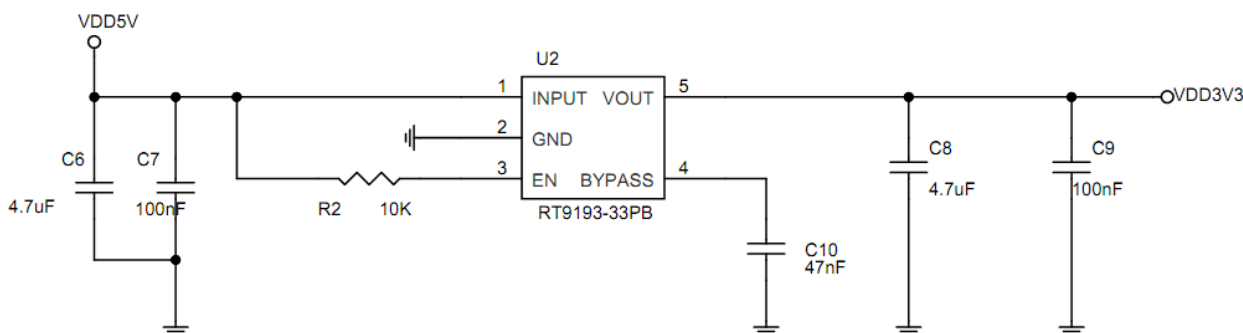 VDD5V
U2
1
INPUT VOUT
5
VDD3V3
2
GND
C6
C7
C8
C9
3
EN BYPASS
4
4.7uF
100nF
4.7uF
100nF
R2
10K
RT9193-33PB
C10
47nF